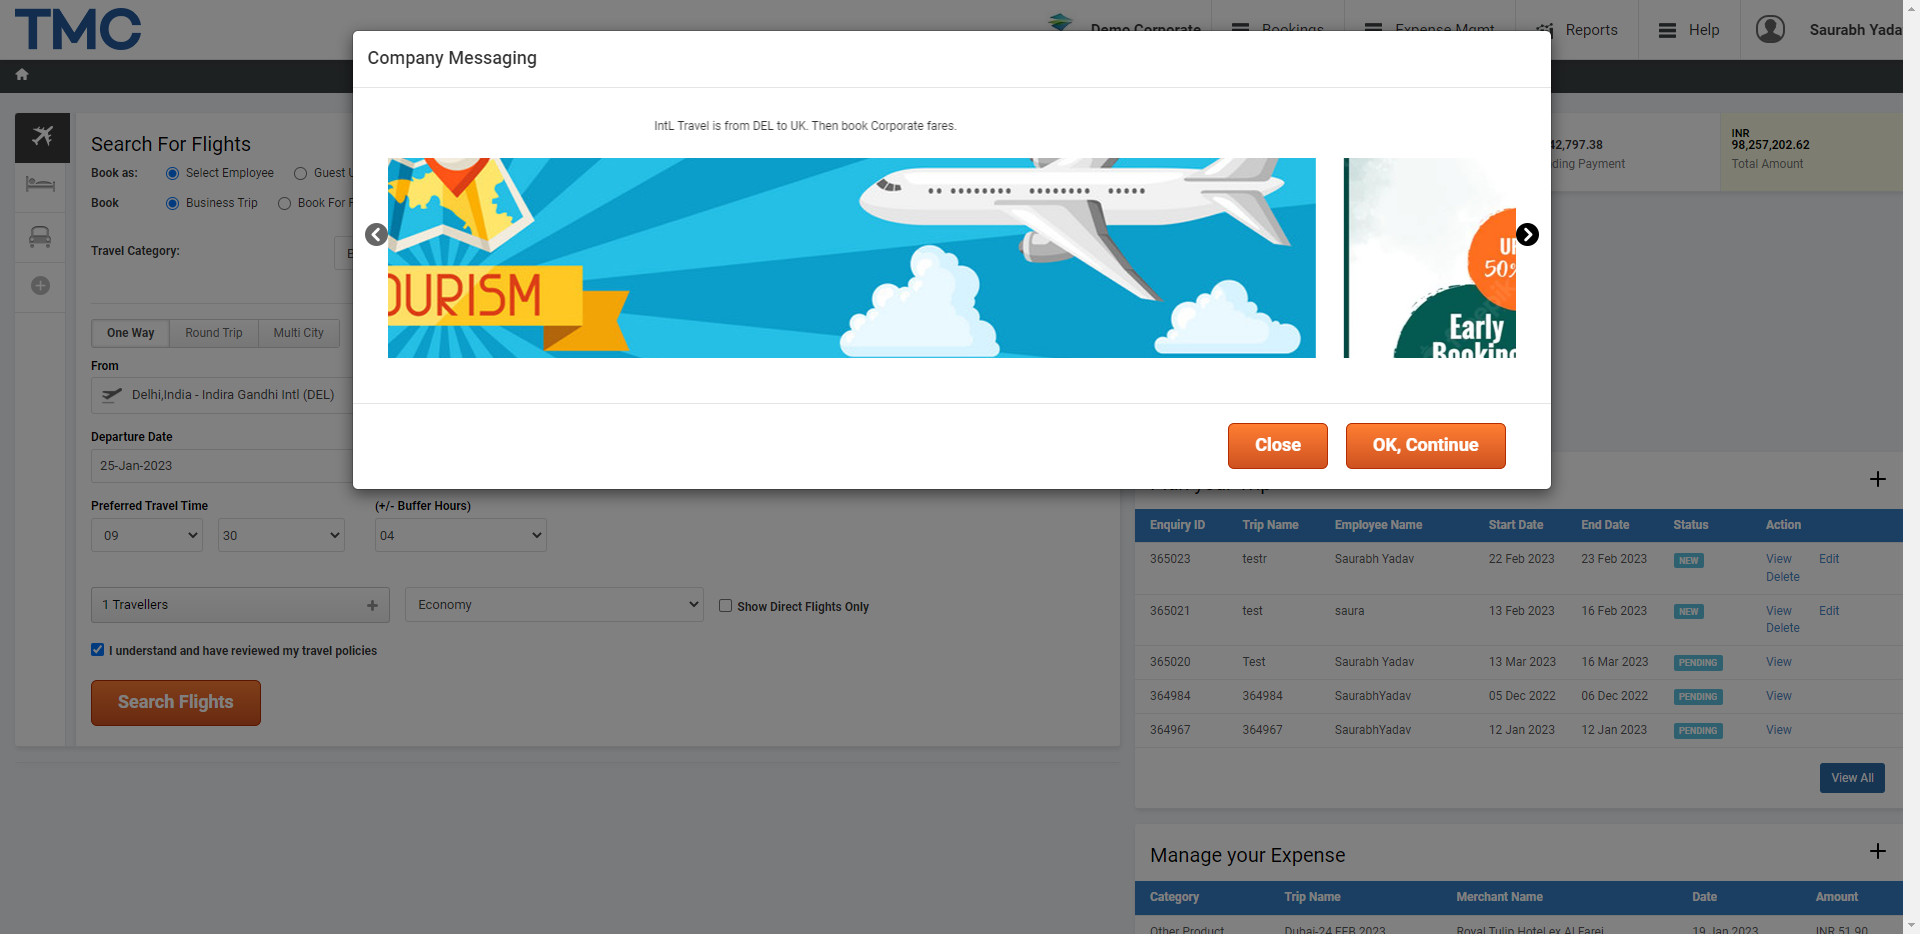 TMC
Demo Corporate
Bookings
Expense Mgmt
Reports
Help
Saurabh Yada
Company Messaging
IntL Travel is from DEL to UK. Then book Corporate fares.
OURISM
UP
50%
Early
Booking
Close
OK, Continue
Search For Flights
Book as:
Select Employee
Guest U
Book
Business Trip
Book For P
Travel Category:
One Way
Round Trip
Multi City
From
Delhi,India - Indira Gandhi Intl (DEL)
Departure Date
25-Jan-2023
Preferred Travel Time
(+/- Buffer Hours)
09
30
04
1 Travellers
Economy
Show Direct Flights Only
I understand and have reviewed my travel policies
Search Flights
42,797.38
ding Payment
INR
98,257,202.62
Total Amount
Plan your Trip
Enquiry ID Trip Name Employee Name Start Date End Date Status Action
365023 testr Saurabh Yadav 22 Feb 2023 23 Feb 2023 NEW View Edit
Delete
365021 test saura 13 Feb 2023 16 Feb 2023 NEW View Edit
Delete
365020 Test Saurabh Yadav 13 Mar 2023 16 Mar 2023 PENDING View
364984 364984 SaurabhYadav 05 Dec 2022 06 Dec 2022 PENDING View
364967 364967 SaurabhYadav 12 Jan 2023 12 Jan 2023 PENDING View
View All
Manage your Expense
Category Trip Name Merchant Name Date Amount
Other Product Dubai-24 FEB 2023 Royal Tulip Hotel ex Al Farej 19 Jan 2023 INR 51.90